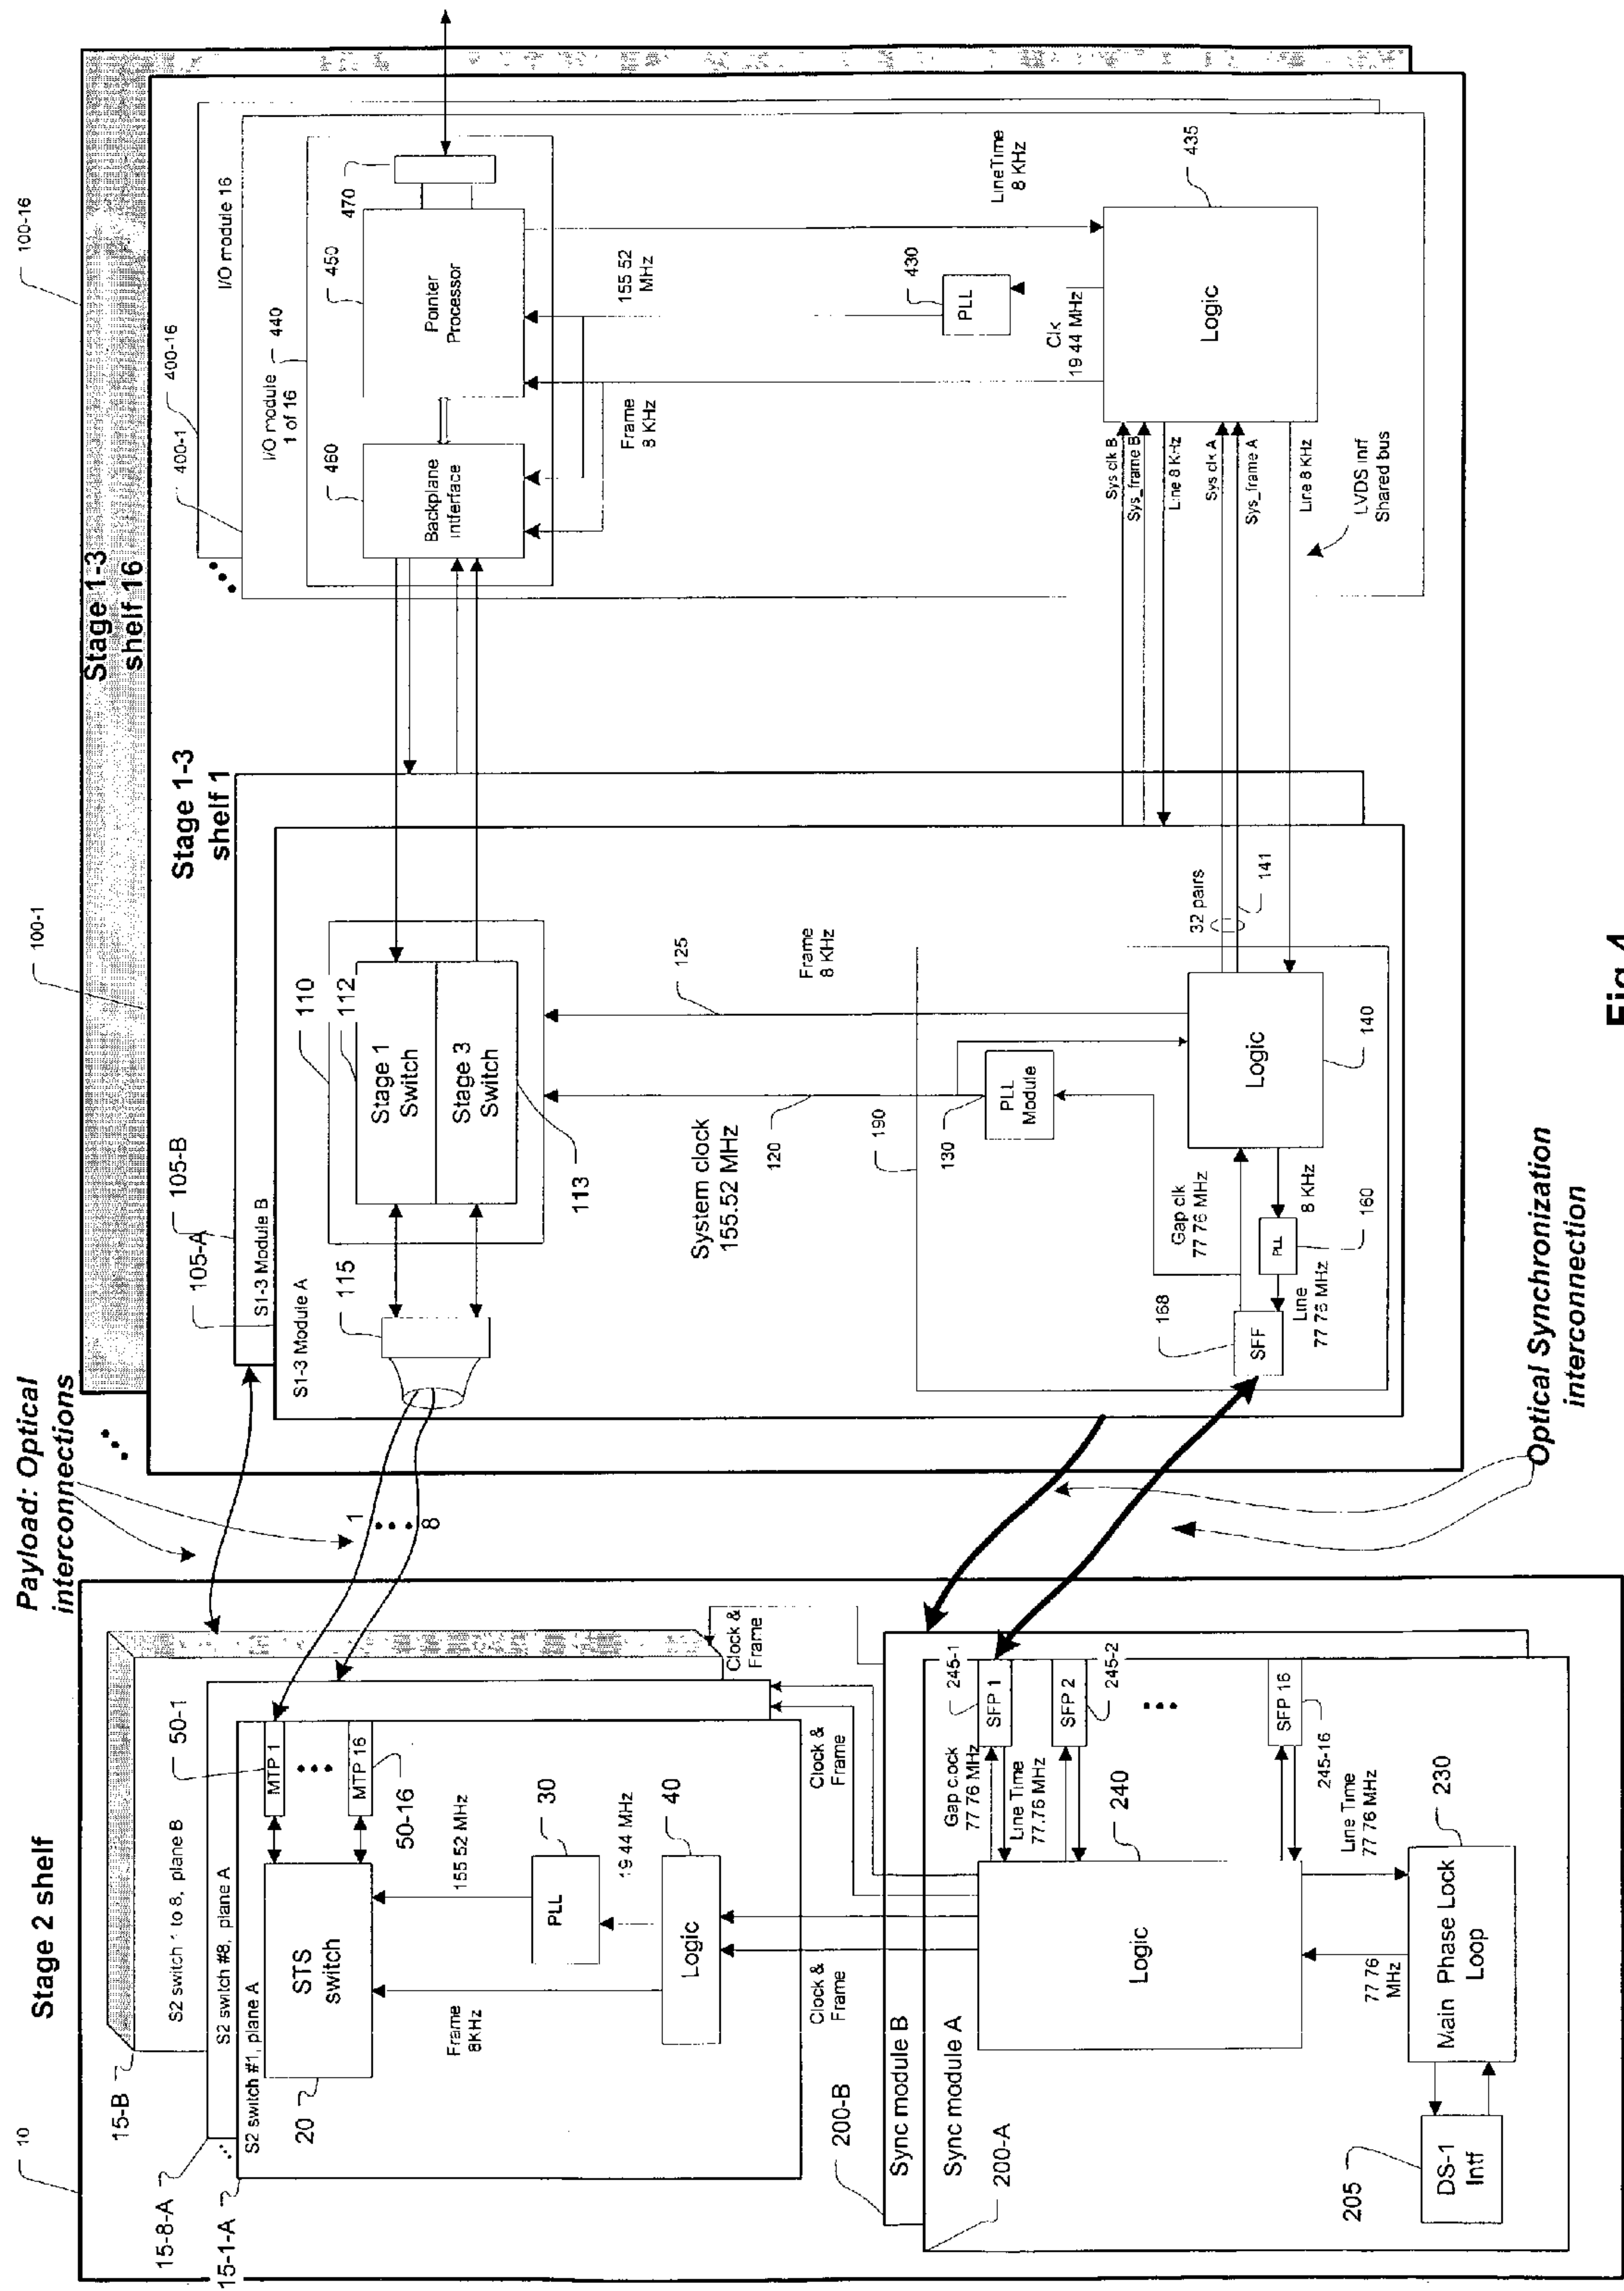 Stage 2 shelf
10
15-B
15-8-A
15-1-A
S2 switch 1 to 8, plane B
S2 switch #8, plane A
S2 switch #1, plane A
STS
switch
20
MTP 1
MTP 16
50-1
50-16
155 52 MHz
PLL
30
19 44 MHz
Logic
40
Frame
8KHz
Clock &
Frame
Clock &
Frame
Clock &
Frame
200-B
Sync module B
Sync module A
200-A
Logic
240
Gap clock
77 76 MHz
Line Time
77.76 MHz
SFP 1
245-1
SFP 2
245-2
SFP 16
245-16
Line Time
77 76 MHz
230
Main Phase Lock
Loop
77 76
MHz
DS-1
Intf
205
Payload: Optical
interconnections
1
8
Optical Synchronization
interconnection
100-1
100-16
Stage 1-3
shelf 16
Stage 1-3
shelf 1
105-B
105-A
S1-3 Module B
S1-3 Module A
115
110
112
Stage 1
Switch
Stage 3
Switch
113
System clock
155.52 MHz
120
125
Frame
8 KHz
190
130
PLL
Module
Gap clk
77 76 MHz
Logic
140
8 KHz
PLL
160
Line
77 76 MHz
168
SFF
32 pairs
141
400-1
400-16
I/O module 16
I/O module
1 of 16
440
460
Backplane
interface
450
Pointer
Processor
470
Frame
8 KHz
155 52
MHz
PLL
430
Clk
19 44 MHz
Line Time
8 KHz
Logic
435
Sys clk B
Sys_frame B
Line 8 KHz
Sys clk A
Sys_frame A
Line 8 KHz
LVDS intf
Shared bus
Fig 4